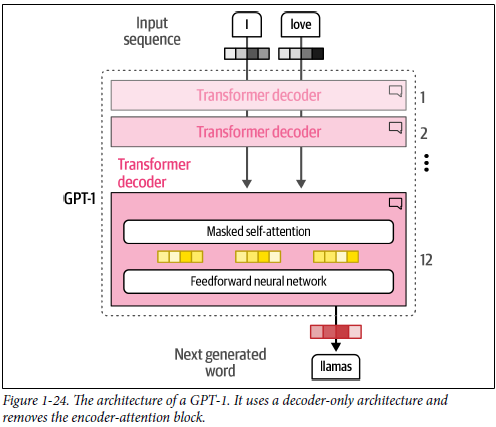 Input
sequence
I
love
Transformer decoder
1
Transformer decoder
2
Transformer
decoder
GPT-1
Masked self-attention
12
Feedforward neural network
Next generated
word
llamas
Figure 1-24. The architecture of a GPT-1. It uses a decoder-only architecture and
removes the encoder-attention block.